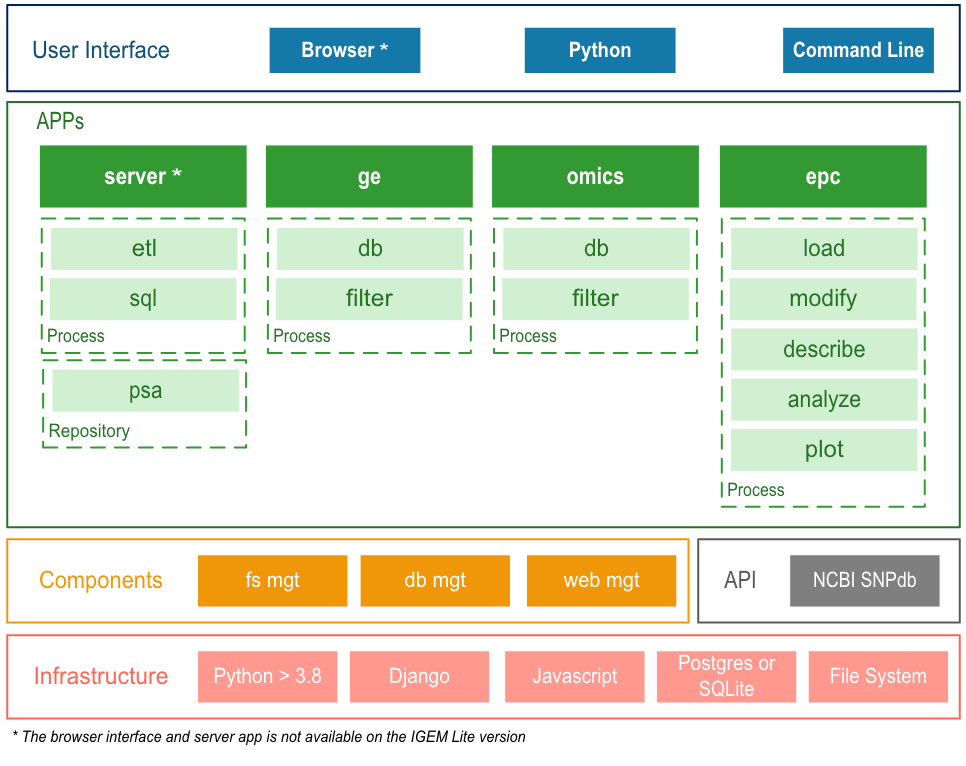 User Interface
Browser *
Python
Command Line
APPs
server *
ge
omics
epc
etl
sql
Process
psa
Repository
db
filter
Process
db
filter
Process
load
modify
describe
analyze
plot
Process
Components
fs mgt
db mgt
web mgt
API
NCBI SNPdb
Infrastructure
Python > 3.8
Django
Javascript
Postgres or
SQLite
File System
* The browser interface and server app is not available on the IGEM Lite version